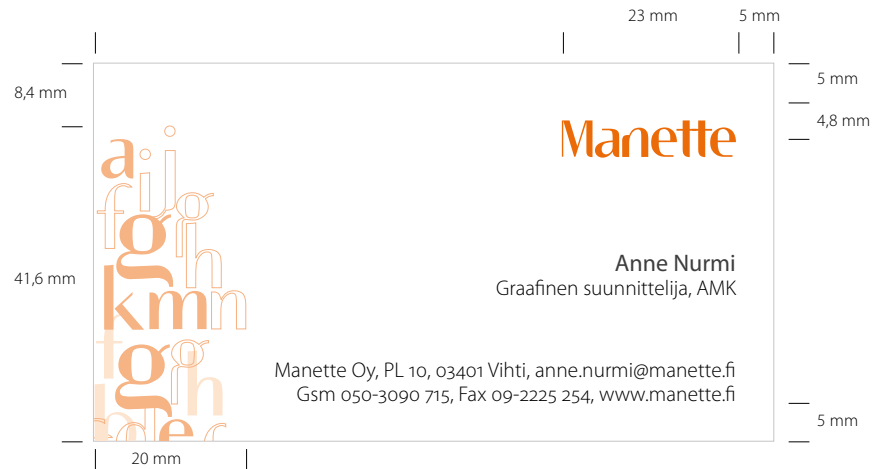 23 mm 5 mm
8,4 mm
5 mm
4,8 mm
Manette
a i j
f g g h
41,6 mm
k m n
Anne Nurmi
Graafinen suunnittelija, AMK
g g h
Manette Oy, PL 10, 03401 Vihti, anne.nurmi@manette.fi
Gsm 050-3090 715, Fax 09-2225 254, www.manette.fi
5 mm
20 mm